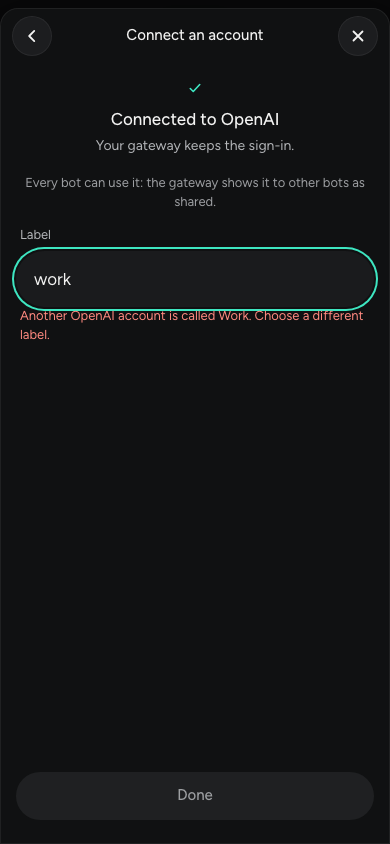 Connect an account
Connected to OpenAI
Your gateway keeps the sign-in.
Every bot can use it: the gateway shows it to other bots as
shared.
Label
work
Another OpenAI account is called Work. Choose a different
label.
Done